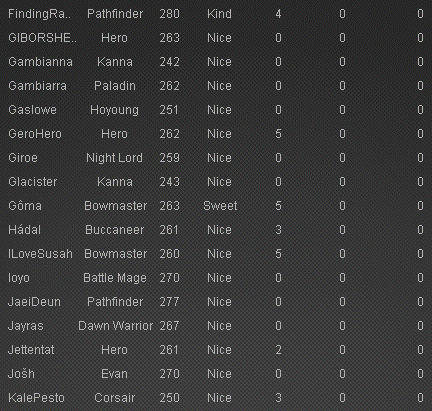 FindingRa.. Pathfinder 280 Kind 4 0 0
GIBORSHE.. Hero 263 Nice 0 0 0
Gambianna Kanna 242 Nice 0 0 0
Gambiarra Paladin 262 Nice 0 0 0
Gaslowe Hoyoung 251 Nice 0 0 0
GeroHero Hero 262 Nice 5 0 0
Giroe Night Lord 259 Nice 0 0 0
Glacister Kanna 243 Nice 0 0 0
Gôma Bowmaster 263 Sweet 5 0 0
Hádal Buccaneer 261 Nice 3 0 0
ILoveSusah Bowmaster 260 Nice 5 0 0
Ioyo Battle Mage 270 Nice 0 0 0
JaeiDeun Pathfinder 277 Nice 0 0 0
Jayras Dawn Warrior 267 Nice 0 0 0
Jettentat Hero 261 Nice 2 0 0
Jošh Evan 270 Nice 0 0 0
KalePesto Corsair 250 Nice 3 0 0